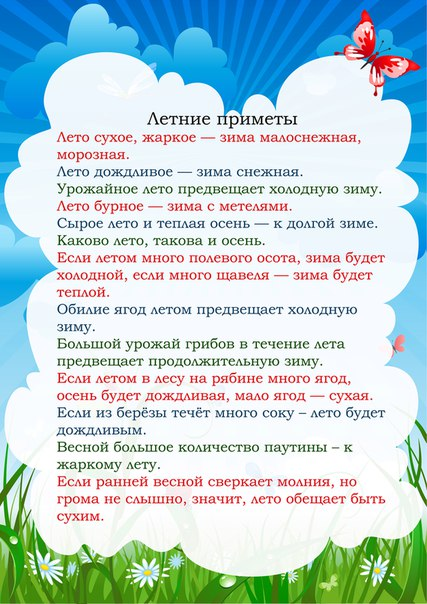 Летние приметы
Лето сухое, жаркое — зима малоснежная,
морозная.
Лето дождливое — зима снежная.
Урожайное лето предвещает холодную зиму.
Лето бурное — зима с метелями.
Сырое лето и теплая осень — к долгой зиме.
Каково лето, такова и осень.
Если летом много полевого осота, зима будет
холодной, если много щавеля — зима будет
теплой.
Обилие ягод летом предвещает холодную
зиму.
Большой урожай грибов в течение лета
предвещает продолжительную зиму.
Если летом в лесу на рябине много ягод,
осень будет дождливая, мало ягод — сухая.
Если из берёзы течёт много соку – лето будет
дождливым.
Весной большое количество паутины – к
жаркому лету.
Если ранней весной сверкает молния, но
грома не слышно, значит, лето обещает быть
сухим.